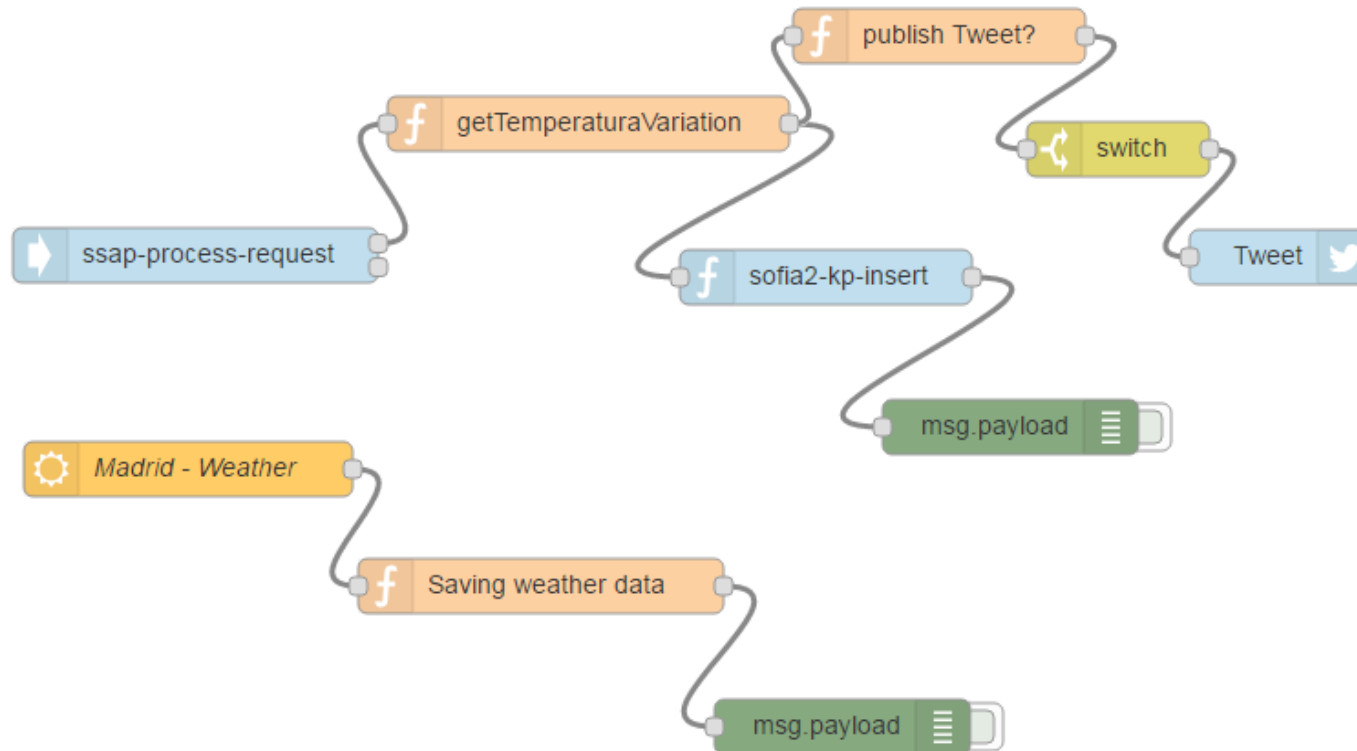 publish Tweet?
getTemperaturaVariation
switch
ssap-process-request
Tweet
sofia2-kp-insert
msg.payload
Madrid - Weather
Saving weather data
msg.payload